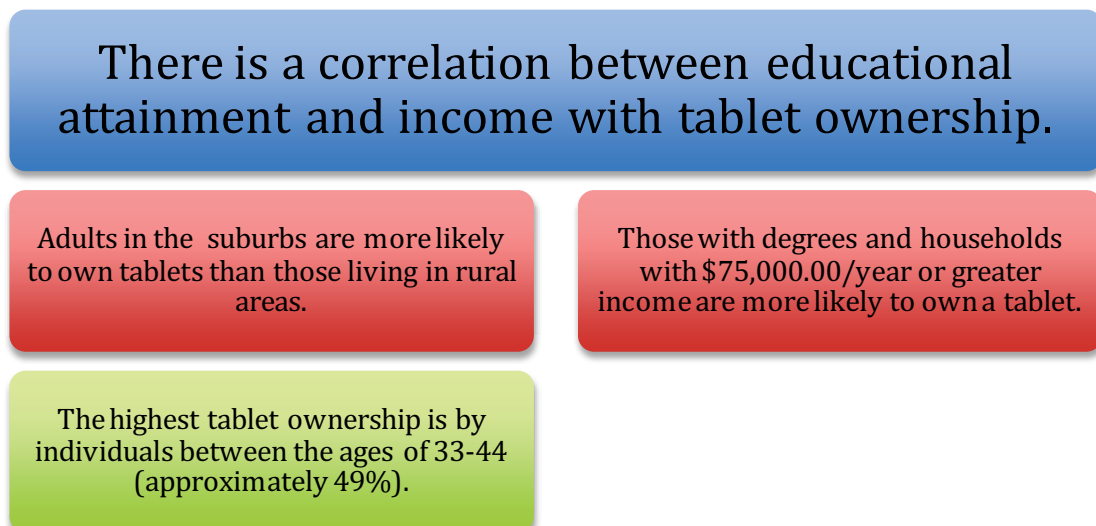 There is a correlation between educational
attainment and income with tablet ownership.
Adults in the suburbs are more likely
to own tablets than those living in rural
areas.
Those with degrees and households
with $75,000.00/year or greater
income are more likely to own a tablet.
The highest tablet ownership is by
individuals between the ages of 33-44
(approximately 49%).